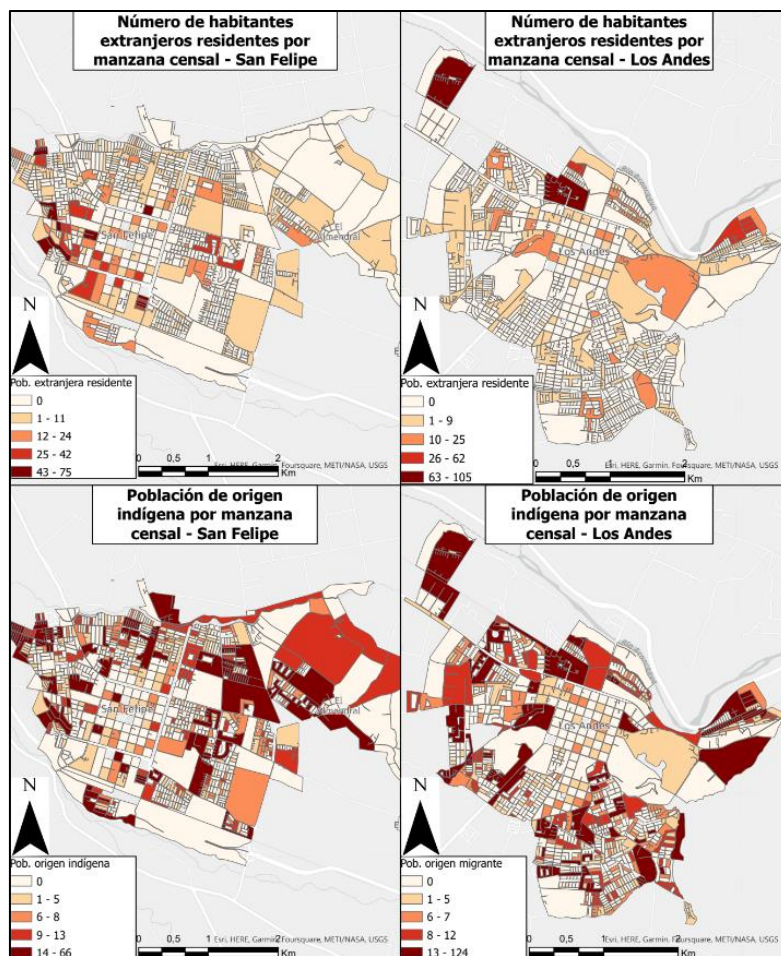 Número de habitantes
extranjeros residentes por
manzana censal - San Felipe
San Felipe
El
Almendral
N
Pob. extranjera residente
0
1 - 11
12 - 24
25 - 42
43 - 75
0 0,5 1 2
Km
Esri, HERE, Garmin, Foursquare, METI/NASA, USGS
Número de habitantes
extranjeros residentes por
manzana censal - Los Andes
Los Andes
N
Pob. extranjera residente
0
1 - 9
10 - 25
26 - 62
63 - 105
0 0,5 1 2
Km
Esri, HERE, Garmin, Foursquare, METI/NASA, USGS
Población de origen
indígena por manzana
censal - San Felipe
San Felipe
El
Almendral
N
Pob. origen indígena
0
1 - 5
6 - 8
9 - 13
14 - 66
0 0,5 1 2
Km
Esri, HERE, Garmin, Foursquare, METI/NASA, USGS
Población de origen
indígena por manzana
censal - Los Andes
Los Andes
N
Pob. origen migrante
0
1 - 5
6 - 7
8 - 12
13 - 124
0 0,5 1 2
Km
Esri, HERE, Garmin, Foursquare, METI/NASA, USGS